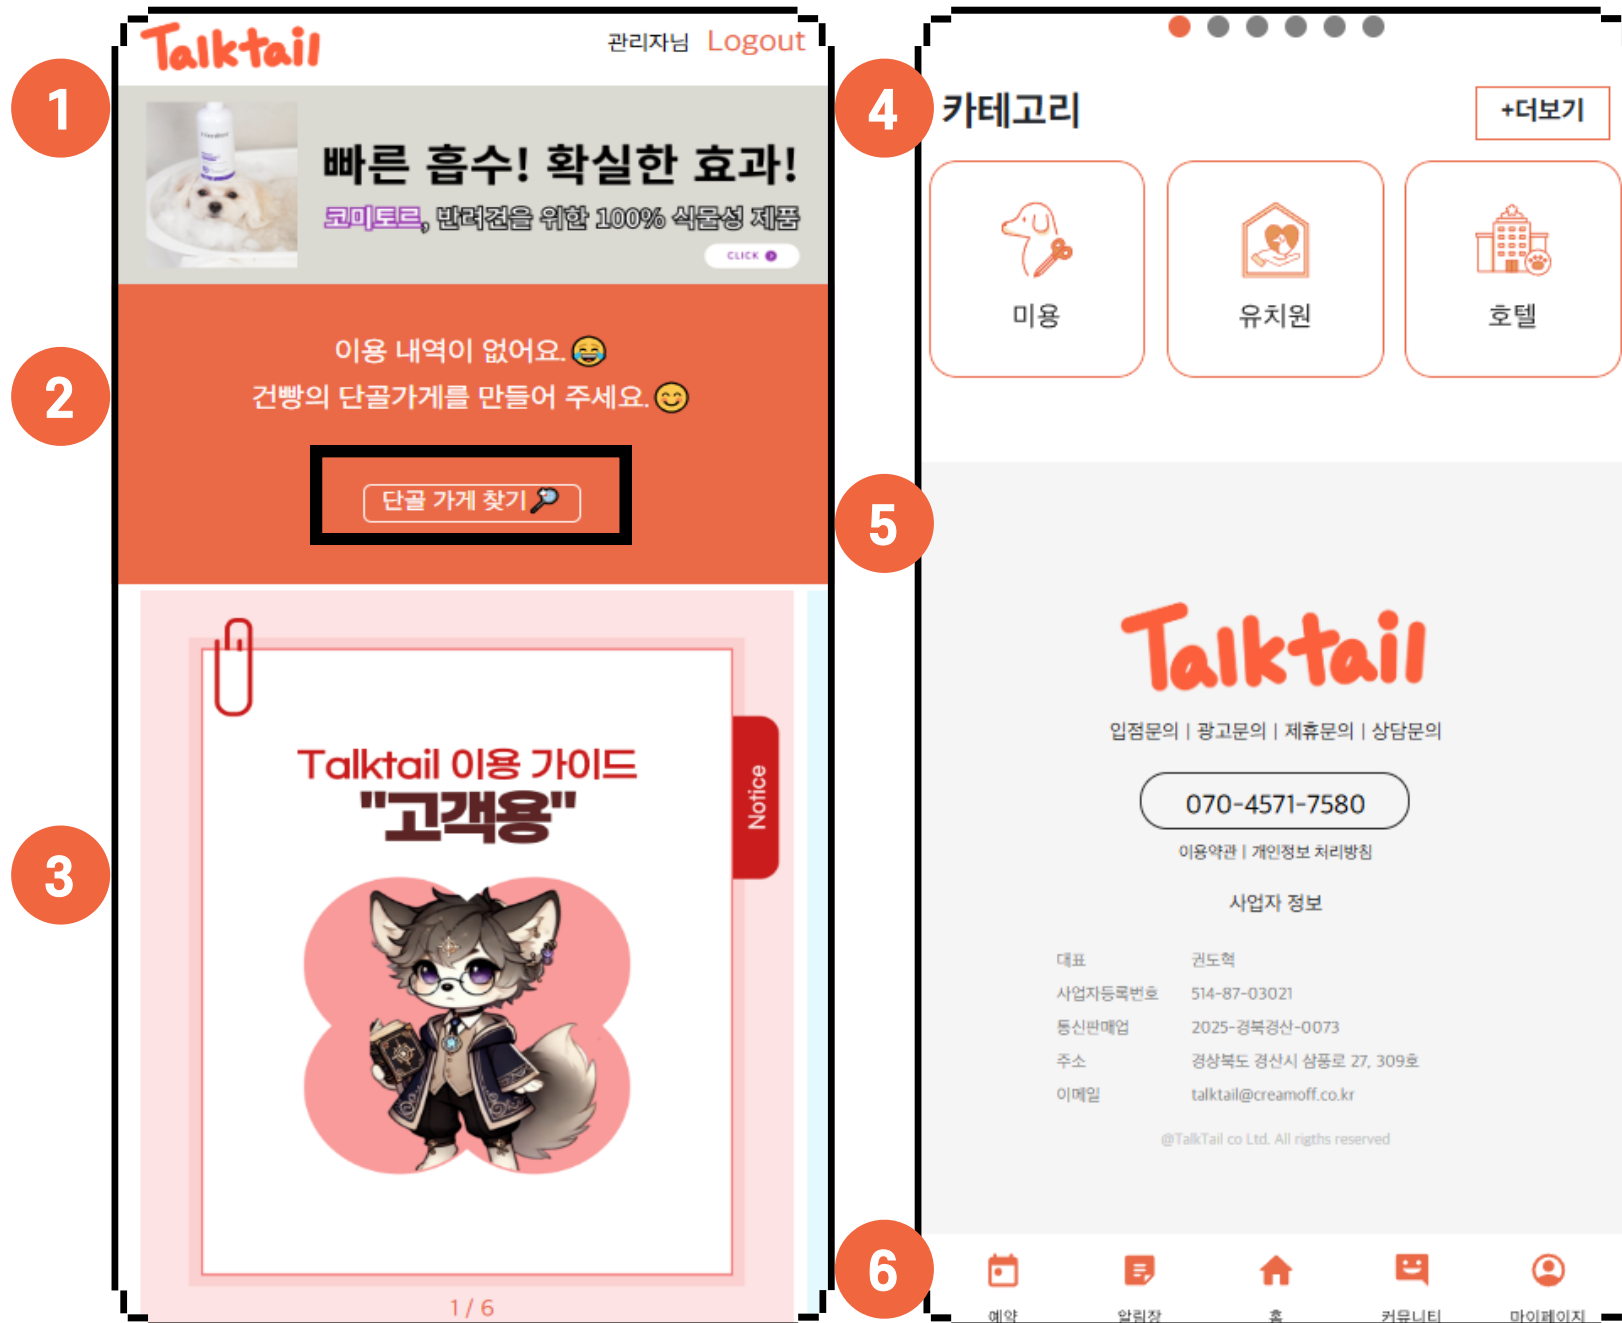 Talktail
관리자님 Logout
1
빠른 흡수! 확실한 효과!
코미토르, 반려견을 위한 100% 식물성 제품
CLICK
2
이용 내역이 없어요.😂
건빵의 단골가게를 만들어 주세요.😊
단골 가게 찾기🔎
3
Talktail 이용 가이드
"고객용"
Notice
1 / 6
4
카테고리
+더보기
미용
유치원
호텔
5
Talktail
입점문의 | 광고문의 | 제휴문의 | 상담문의
070-4571-7580
이용약관 | 개인정보 처리방침
사업자 정보
대표 권도혁
사업자등록번호 514-87-03021
통신판매업 2025-경북경산-0073
주소 경상북도 경산시 삼풍로 27, 309호
이메일 talktail@creamoff.co.kr
@TalkTail co Ltd. All rigths reserved
6
예약 알림장 홈 커뮤니티 마이페이지